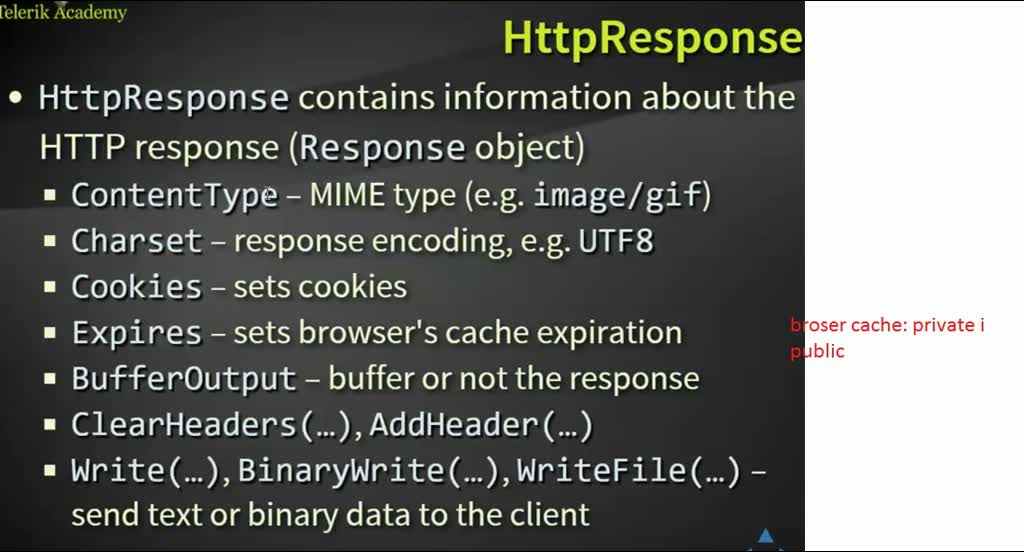 Telerik Academy
HttpResponse
• HttpResponse contains information about the
HTTP response (Response object)
▪ ContentType – MIME type (e.g. image/gif)
▪ Charset – response encoding, e.g. UTF8
▪ Cookies – sets cookies
▪ Expires – sets browser's cache expiration
▪ BufferOutput – buffer or not the response
▪ ClearHeaders(…), AddHeader(…)
▪ Write(…), BinaryWrite(…), WriteFile(…) –
send text or binary data to the client
broser cache: private i
public